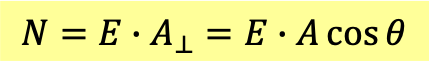 N = E · A⊥ = E · A cos θ